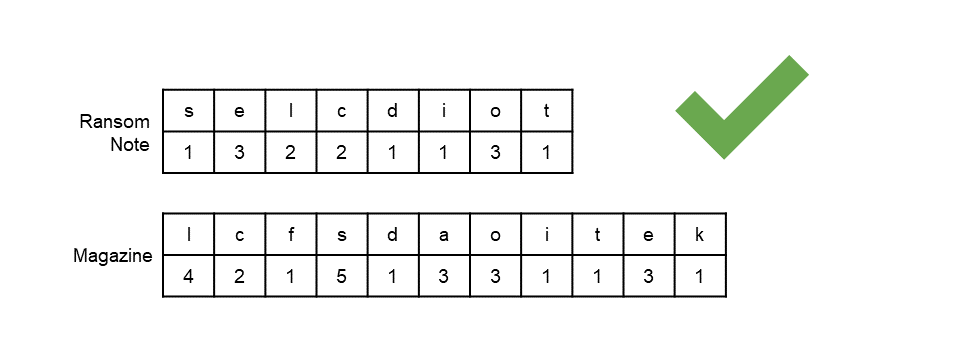 Ransom
Note
s e l c d i o t
1 3 2 2 1 1 3 1
Magazine
l c f s d a o i t e k
4 2 1 5 1 3 3 1 1 3 1